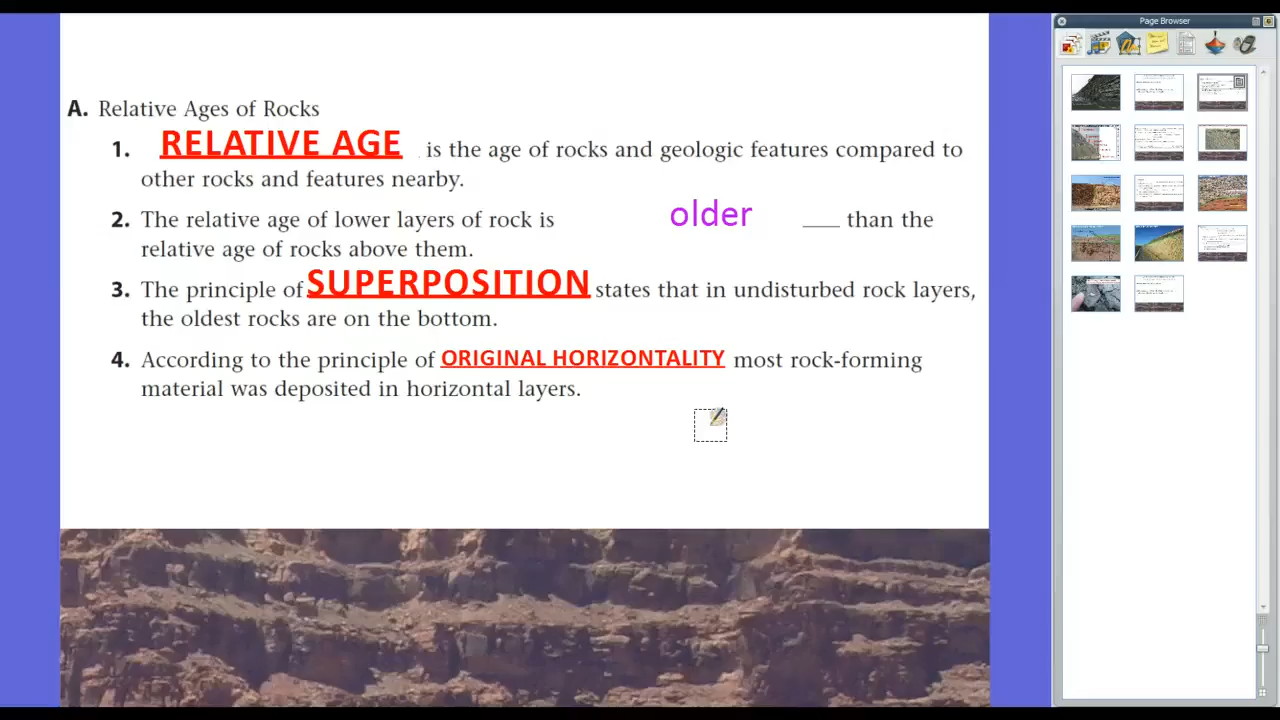 Page Browser
A. Relative Ages of Rocks
1. RELATIVE AGE is the age of rocks and geologic features compared to
other rocks and features nearby.
2. The relative age of lower layers of rock is older ___ than the
relative age of rocks above them.
3. The principle of SUPERPOSITION states that in undisturbed rock layers,
the oldest rocks are on the bottom.
4. According to the principle of ORIGINAL HORIZONTALITY most rock-forming
material was deposited in horizontal layers.